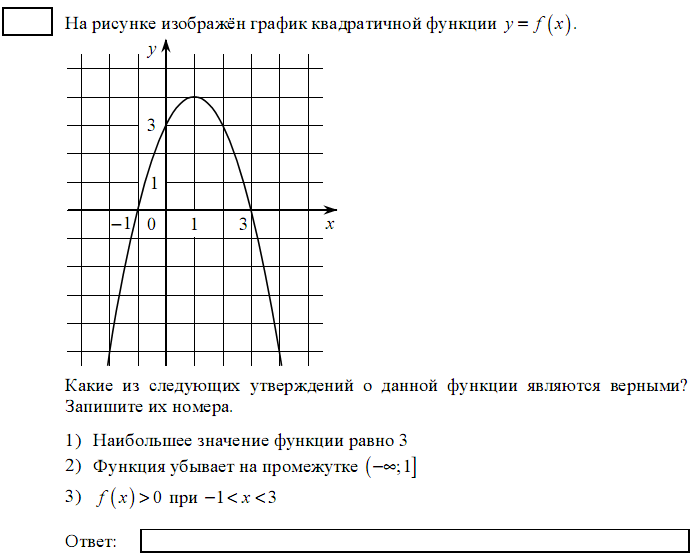 На рисунке изображён график квадратичной функции y = f(x).
y
3
1
−1 0 1 3 x
Какие из следующих утверждений о данной функции являются верными?
Запишите их номера.
1) Наибольшее значение функции равно 3
2) Функция убывает на промежутке (−∞; 1]
3) f(x) > 0 при −1 < x < 3
Ответ: